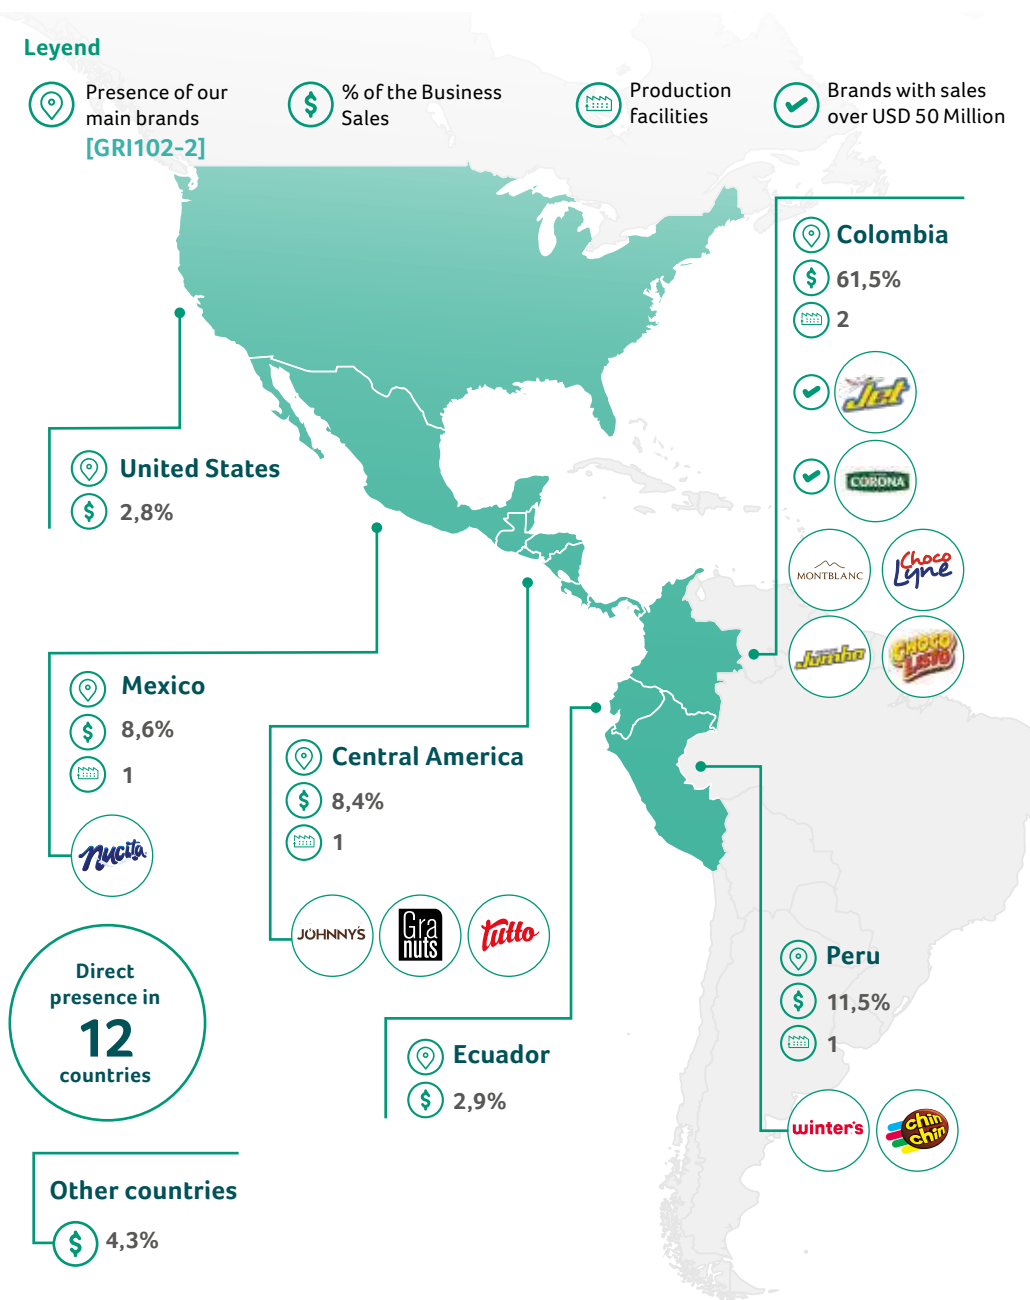 Leyend
Presence of our
main brands
[GRI102-2]
% of the Business
Sales
Production
facilities
Brands with sales
over USD 50 Million
Colombia
61,5%
2
Jet
CORONA
MONTBLANC
Choco
Lyne
Jumbo
CHOCO
LISTO
United States
2,8%
Mexico
8,6%
1
Nucita
Central America
8,4%
1
JOHNNY'S
Gra
nuts
Tutto
Direct
presence in
12
countries
Ecuador
2,9%
Peru
11,5%
1
winter's
chin
chin
Other countries
4,3%